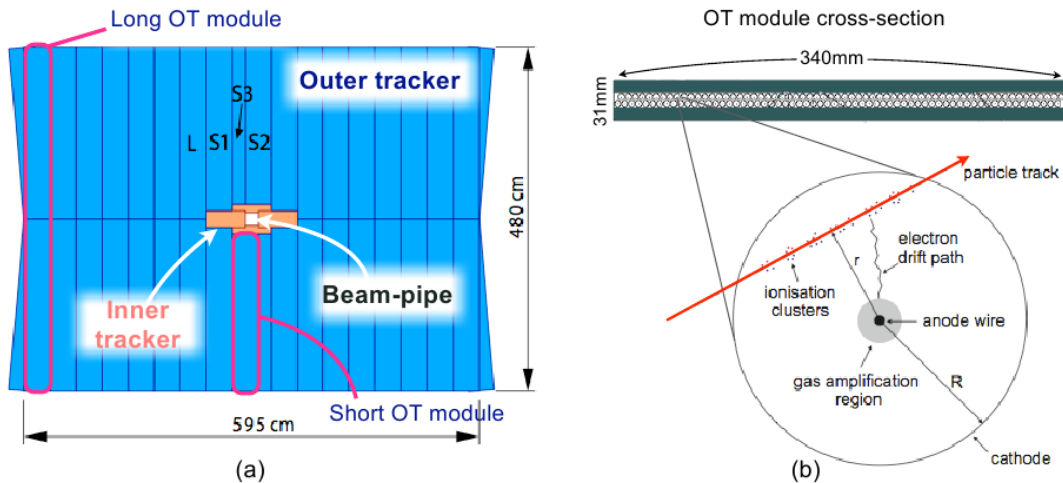 Long OT module
Outer tracker
S3
L
S1
S2
Inner
tracker
Beam-pipe
Short OT module
480 cm
595 cm
(a)
OT module cross-section
340mm
31mm
particle track
electron
drift path
r
ionisation
clusters
anode wire
gas amplification
region
R
cathode
(b)